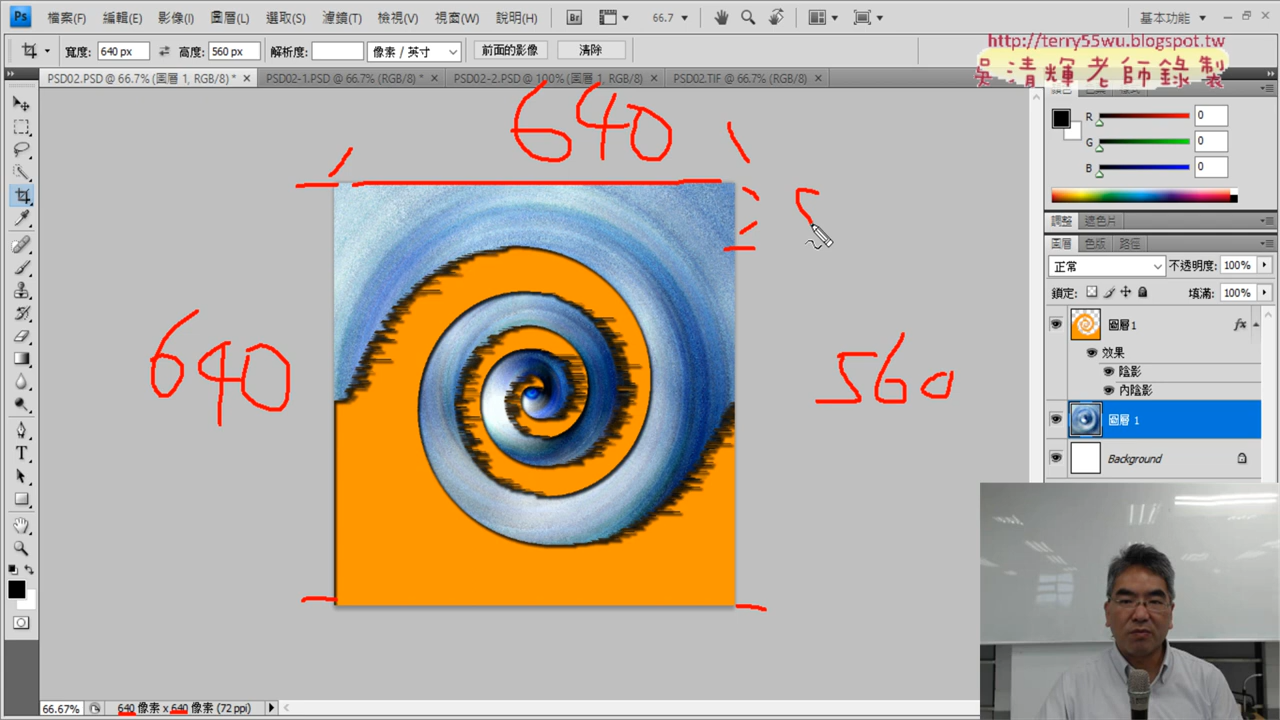 Ps 檔案(F) 編輯(E) 影像(I) 圖層(L) 選取(S) 濾鏡(T) 檢視(V) 視窗(W) 說明(H) Br 66.7 基本功能
http://terry55wu.blogspot.tw
吳清輝老師錄製
寬度: 640 px 高度: 560 px 解析度: 像素 / 英寸 前面的影像 清除
PSD02.PSD @ 66.7% (圖層 1, RGB/8) * PSD02-1.PSD @ 66.7% (RGB/8) * PSD02-2.PSD @ 100% (圖層 1, RGB/8) PSD02.TIF @ 66.7% (RGB/8)
640
R 0
G 0
B 0
調整 遮色片
圖層 色版 路徑
正常 不透明度: 100%
鎖定: 填滿: 100%
圖層1 fx
效果
陰影
內陰影
圖層 1
Background
640
560
66.67% 640 像素 x 640 像素 (72 ppi)